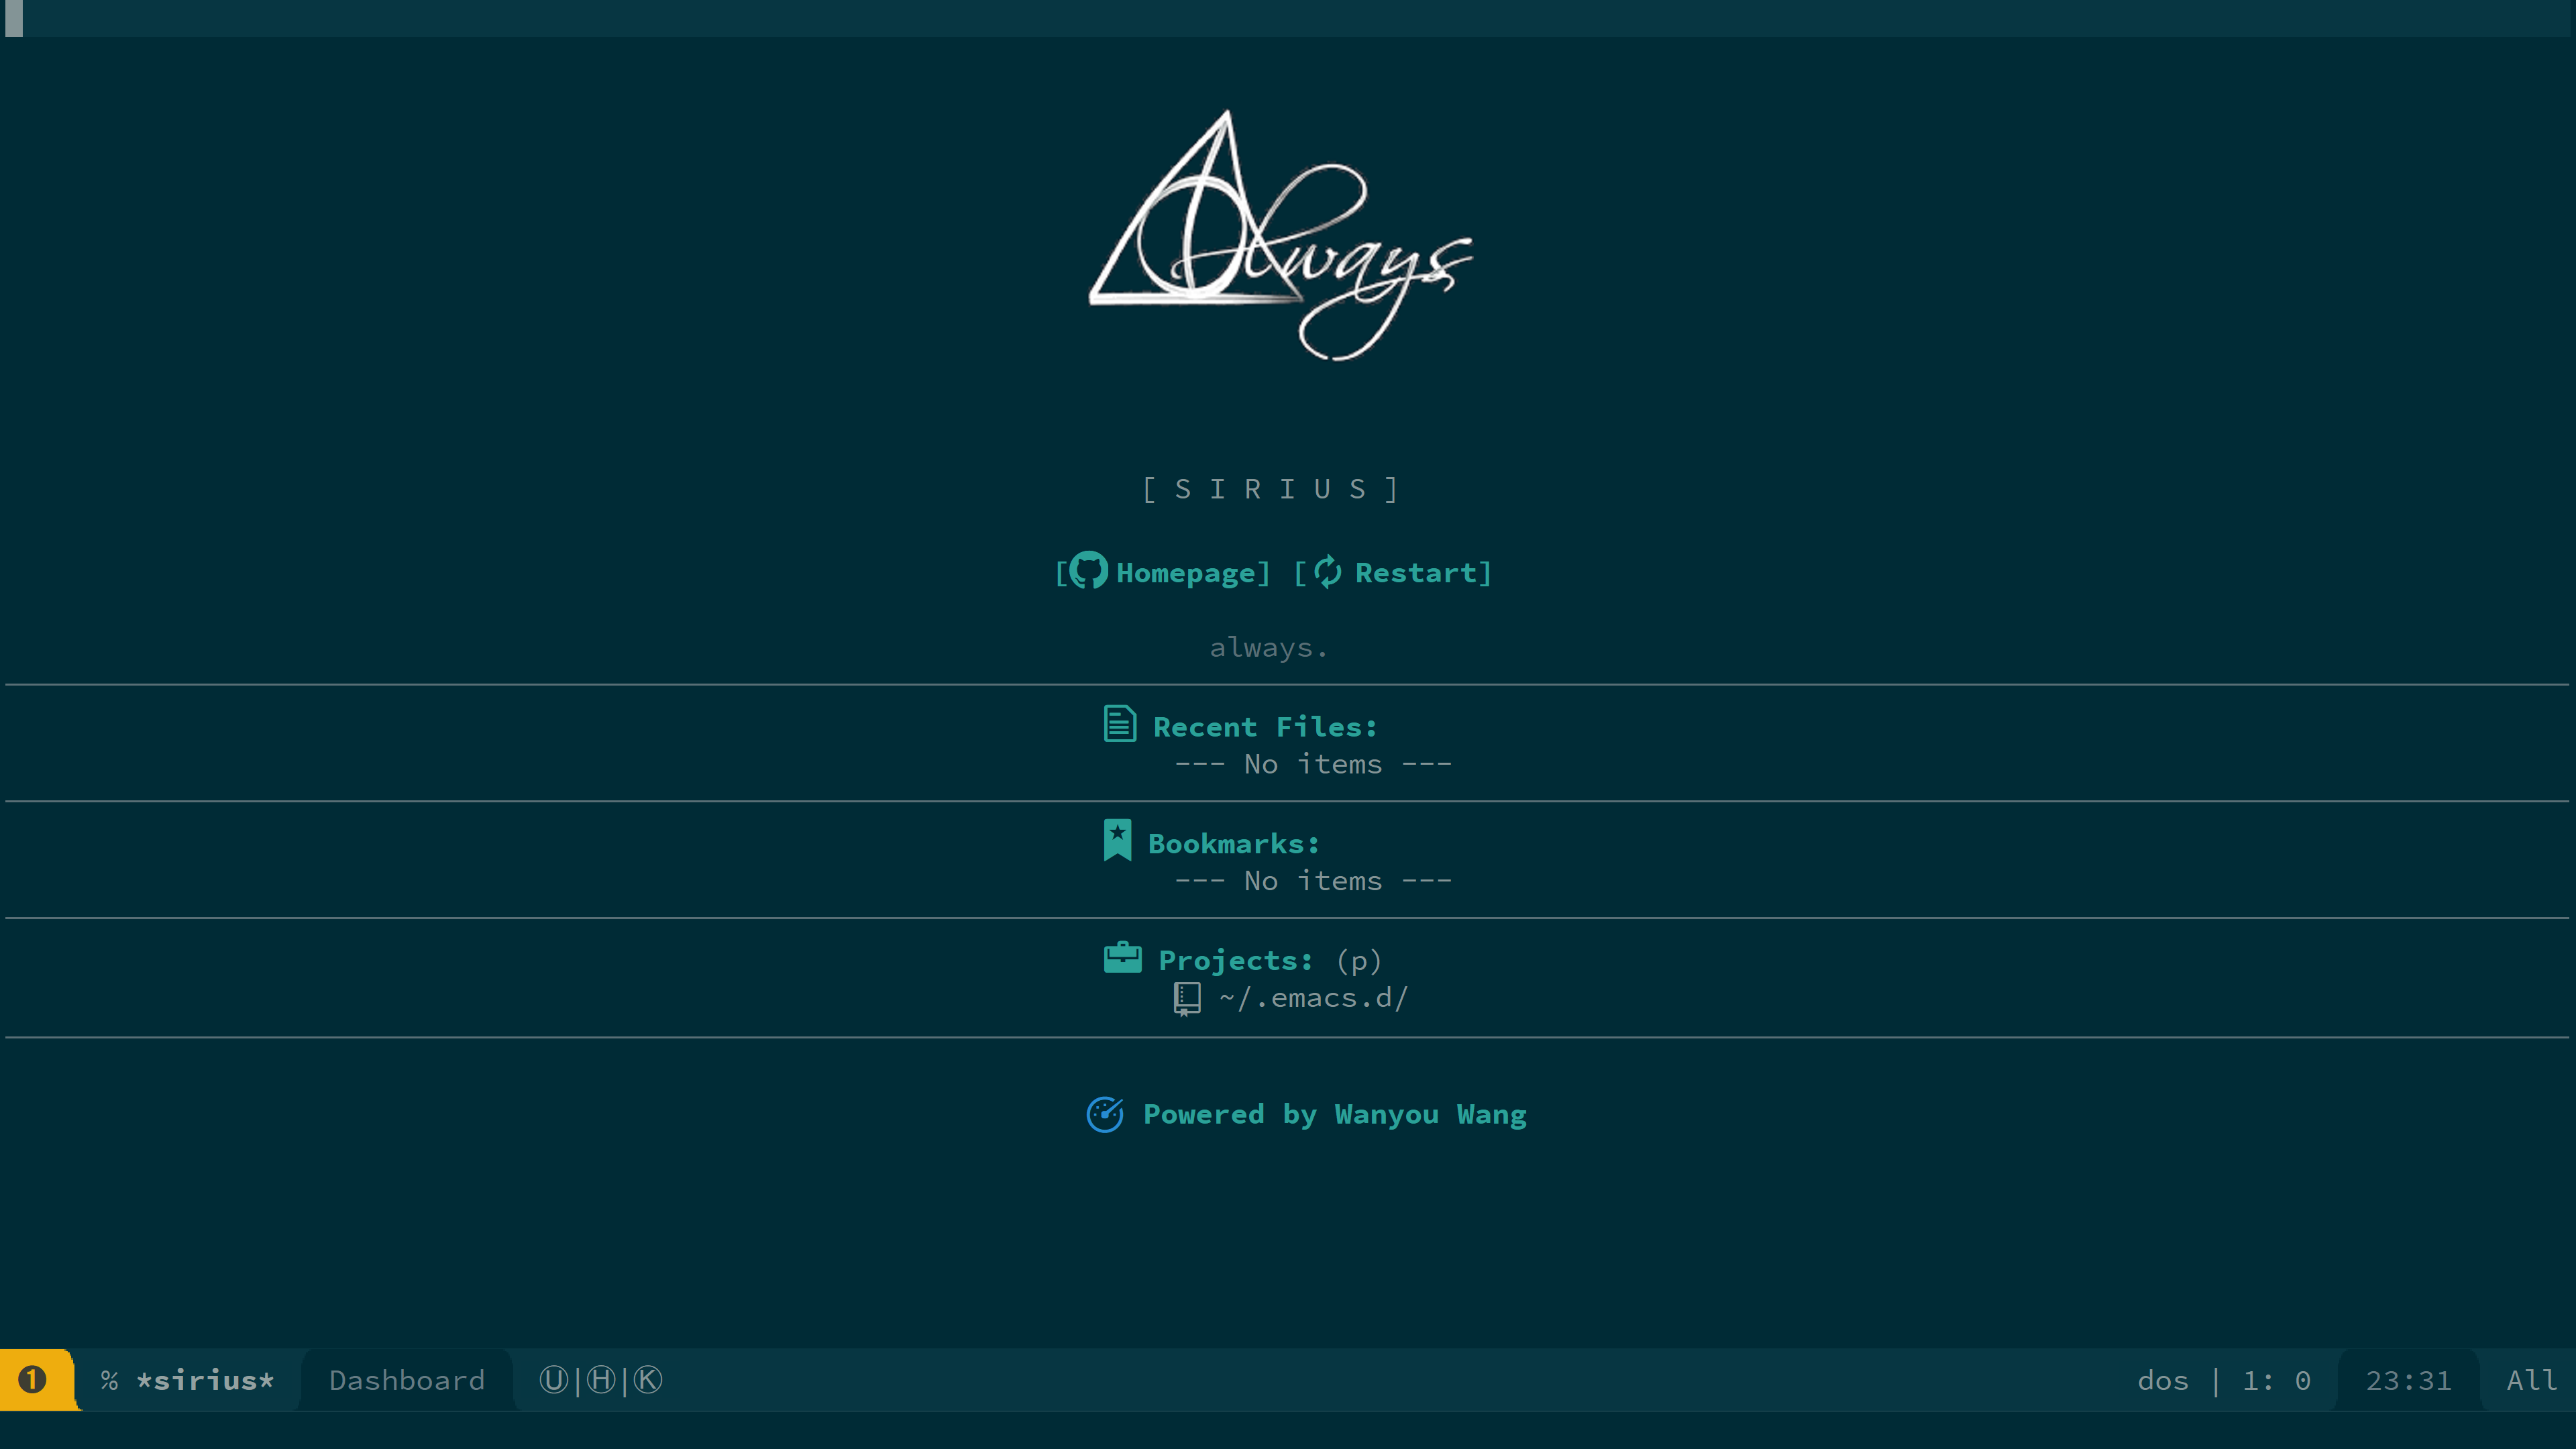 Always
[ S I R I U S ]
[Homepage] [Restart]
always.
Recent Files:
--- No items ---
Bookmarks:
--- No items ---
Projects: (p)
~/.emacs.d/
Powered by Wanyou Wang
❶ % *sirius* Dashboard Ⓤ|Ⓗ|Ⓚ dos | 1: 0 23:31 All